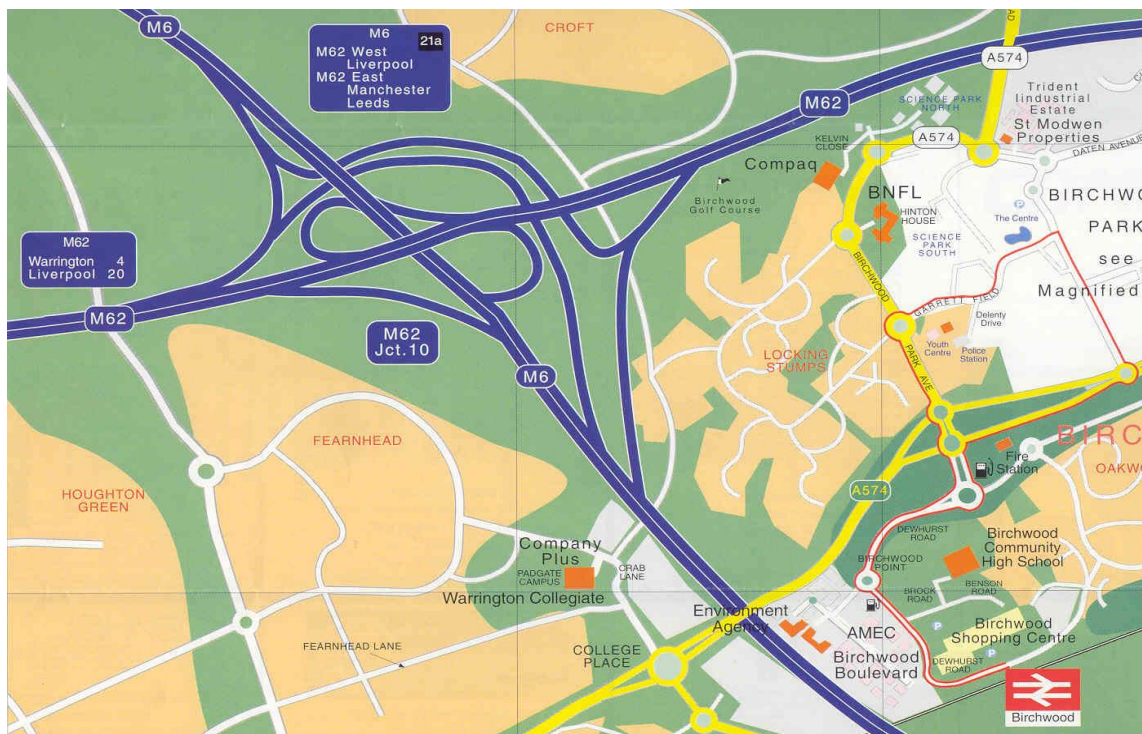 M6
M6
21a
M62 West
Liverpool
M62 East
Manchester
Leeds
CROFT
A574
M62
SCIENCE PARK
NORTH
Trident
Iindustrial
Estate
St Modwen
Properties
KELVIN
CLOSE
A574
DATEN AVENUE
Compaq
BNFL
HINTON
HOUSE
Birchwood
Golf Course
P
The Centre
BIRCHWO
PARK
see
Magnified
SCIENCE
PARK
SOUTH
M62
Warrington 4
Liverpool 20
BIRCHWOOD
PARK AVE
GARRETT FIELD
Delenty
Drive
M62
M62
Jct.10
Youth
Centre
Police
Station
LOCKING
STUMPS
M6
FEARNHEAD
BIRC
Fire
Station
OAKWO
HOUGHTON
GREEN
A574
DEWHURST
ROAD
Company
Plus
PADGATE
CAMPUS
CRAB
LANE
Warrington Collegiate
BIRCHWOOD
POINT
Birchwood
Community
High School
BROOK
ROAD
BENSON
ROAD
Environment
Agency
AMEC
Birchwood
Boulevard
P
Birchwood
Shopping Centre
P
DEWHURST
ROAD
FEARNHEAD LANE
COLLEGE
PLACE
Birchwood